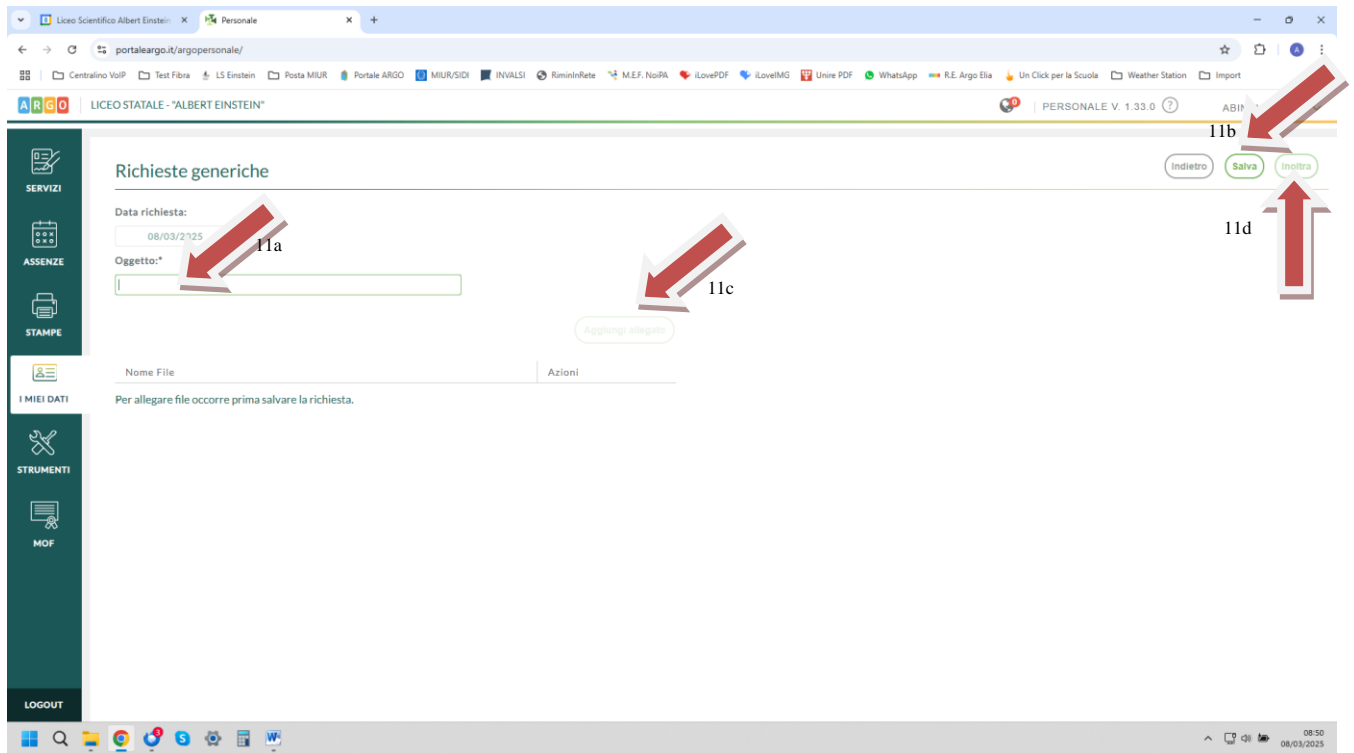 Liceo Scientifico Albert Einstein
Personale
portaleargo.it/argopersonale/
Centralino VoIP Test Fibra LS Einstein Posta MIUR Portale ARGO MIUR/SIDI INVALSI RiminInRete M.E.F. NoiPA iLovePDF iLoveIMG Unire PDF WhatsApp R.E. Argo Elia Un Click per la Scuola Weather Station Import
ARGO LICEO STATALE - "ALBERT EINSTEIN" 0 PERSONALE V. 1.33.0 ?
11b
Richieste generiche
Indietro Salva Inoltra
SERVIZI
Data richiesta:
08/03/2025
11a
11d
ASSENZE
Oggetto:*
11c
STAMPE
Aggiungi allegato
Nome File Azioni
I MIEI DATI
Per allegare file occorre prima salvare la richiesta.
STRUMENTI
MOF
LOGOUT
08:50
08/03/2025